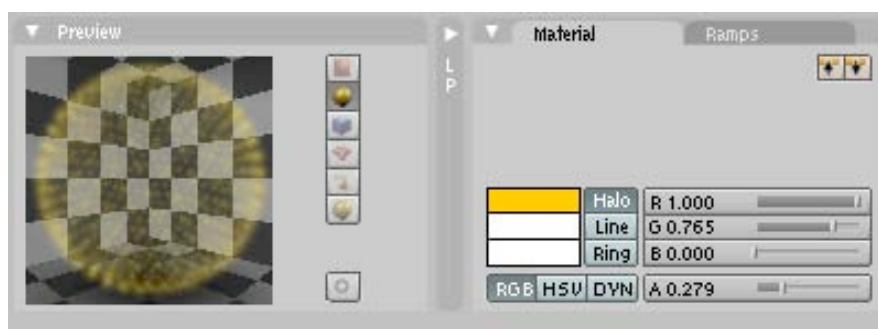 Preview
L
P
Material
Ramps
Halo
R 1.000
Line
G 0.765
Ring
B 0.000
RGB HSV DYN
A 0.279